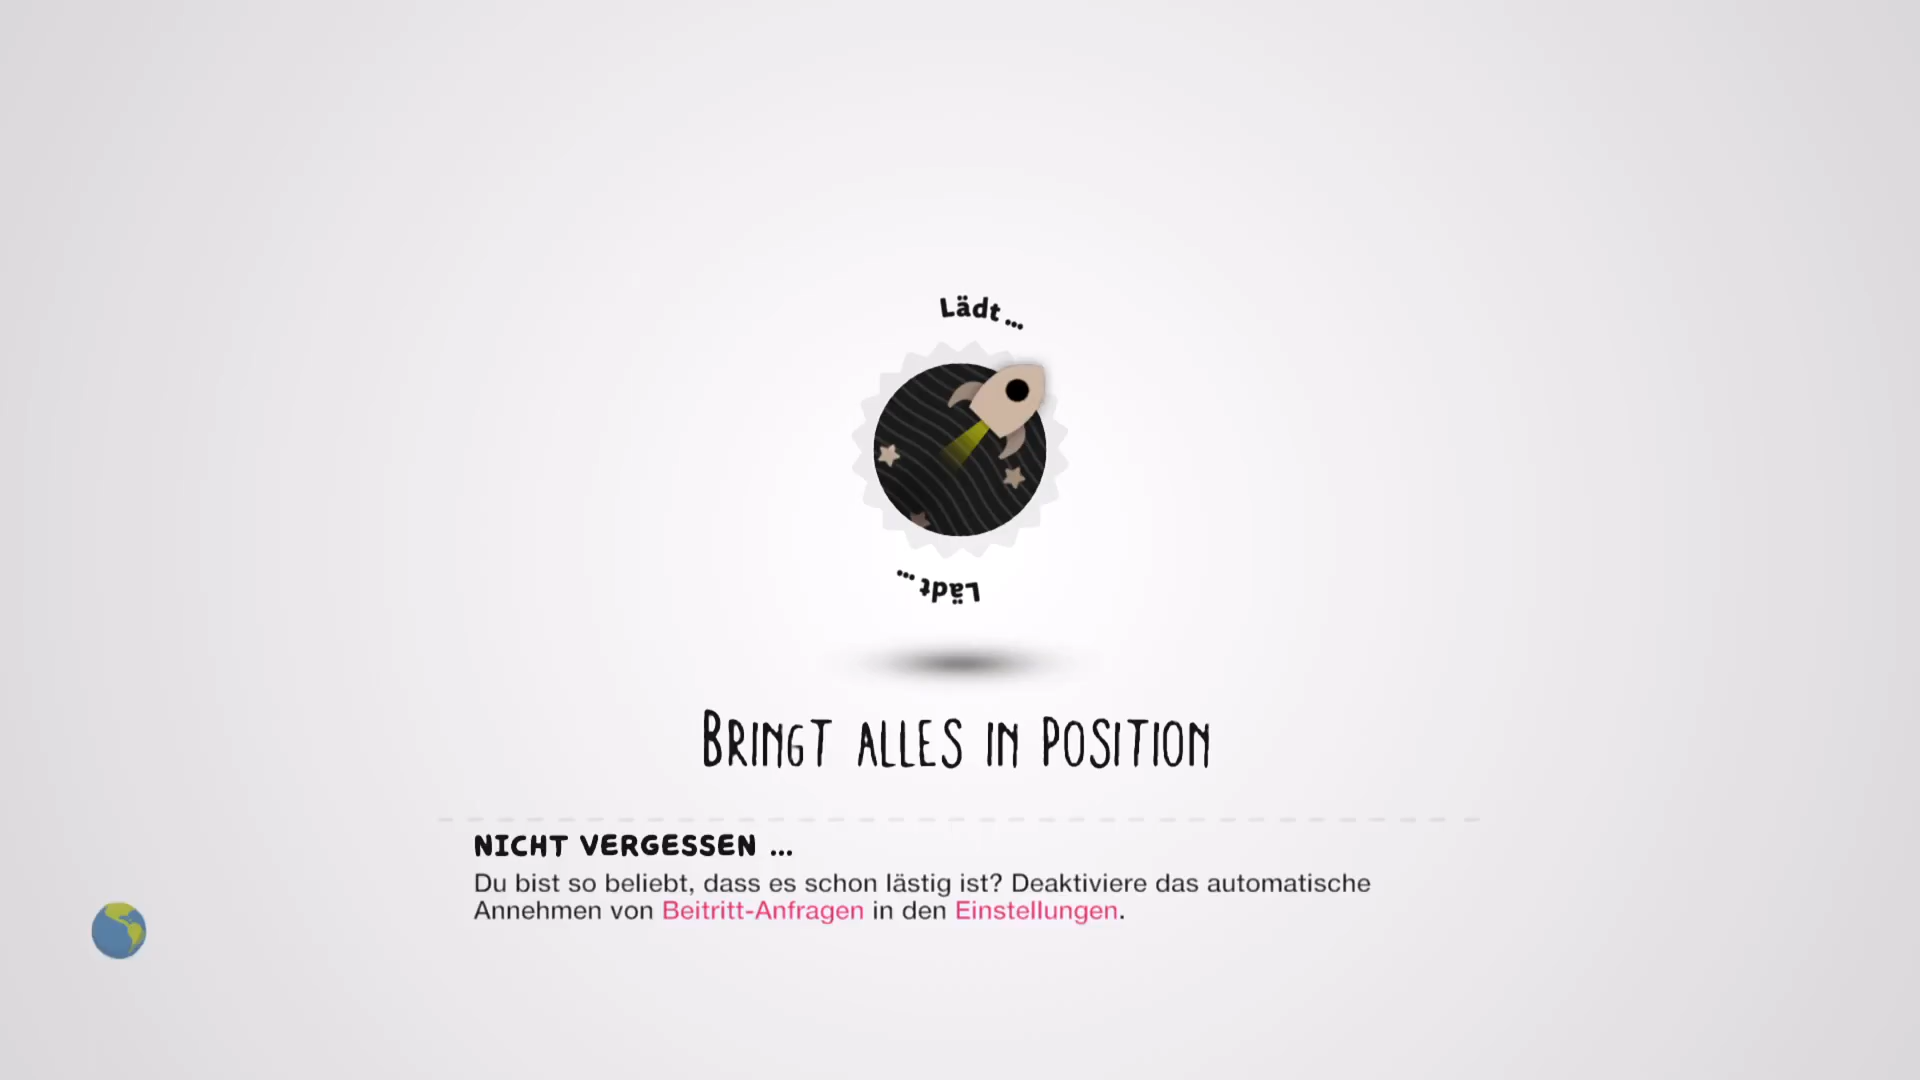 Lädt...
Lädt...
BRINGT ALLES IN POSITION
NICHT VERGESSEN ...
Du bist so beliebt, dass es schon lästig ist? Deaktiviere das automatische
Annehmen von Beitritt-Anfragen in den Einstellungen.